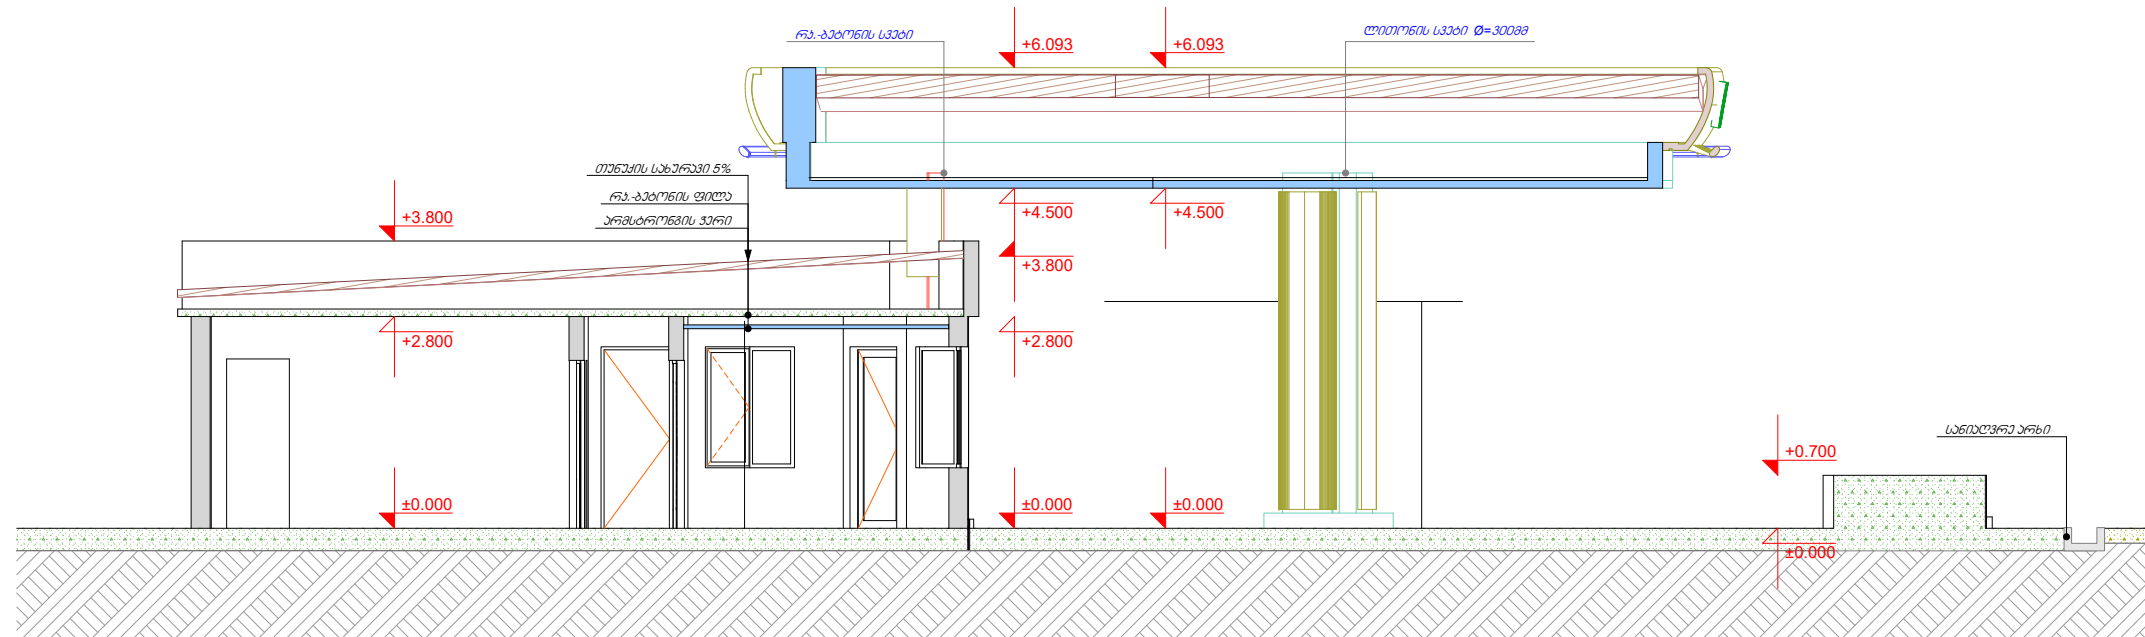 რკ.-ბეტონის სვეტი
ლითონის სვეტი Ø=300მმ
+6.093
+6.093
თუნუქის სახურავი 5%
რკ.-ბეტონის ფილა
არმსტრონგის ჭერი
+3.800
+4.500
+4.500
+3.800
+2.800
+2.800
სანიაღვრე არხი
+0.700
±0.000
±0.000
±0.000
±0.000